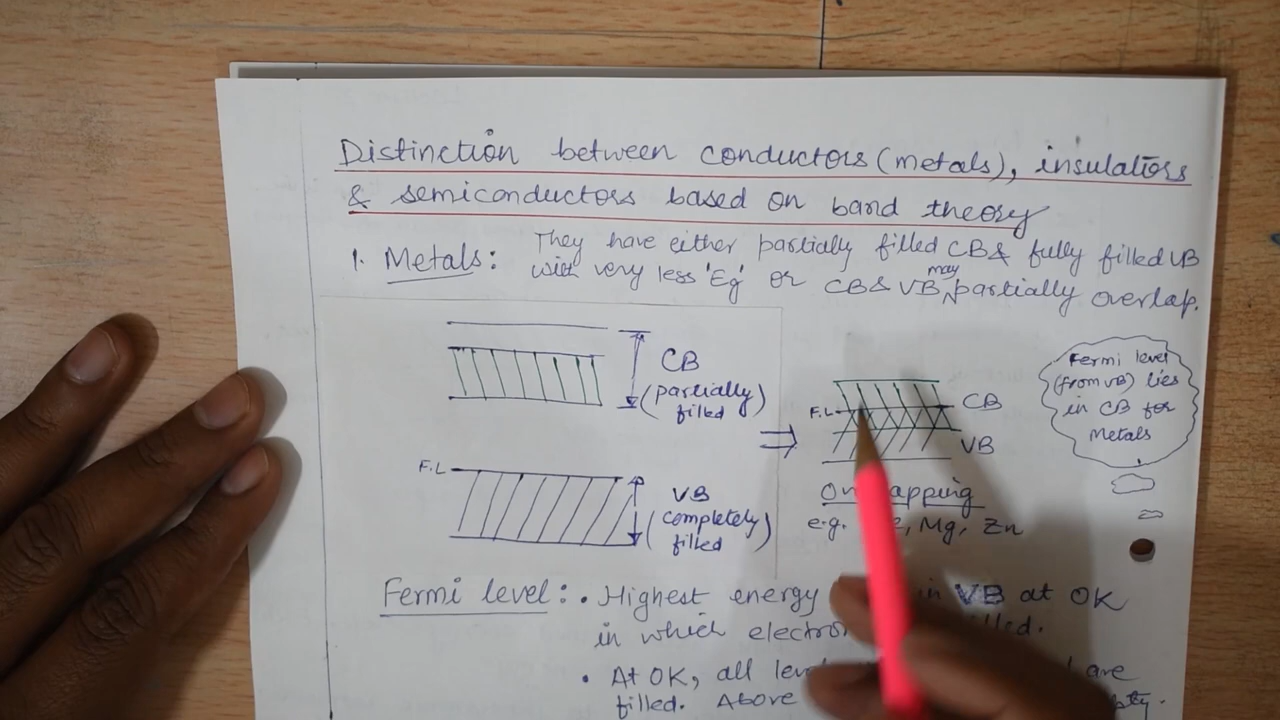 Distinction between conductors (metals), insulators
& semiconductors based on band theory
1. Metals: They have either partially filled CB & fully filled VB
with very less 'Eg' or CB & VB may partially overlap.
CB
(partially
filled)
F.L
VB
(completely
filled)
⇒
F.L
CB
VB
e.g. Mg, Zn
Fermi level
(from VB) lies
in CB for
Metals
Fermi level: • Highest energy in VB at 0K
in which
• At 0K, all are
filled. Above